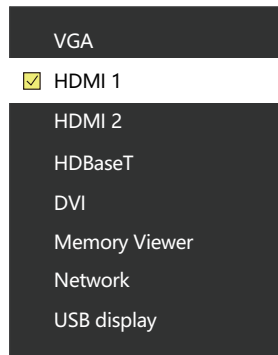 VGA
HDMI 1
HDMI 2
HDBaseT
DVI
Memory Viewer
Network
USB display